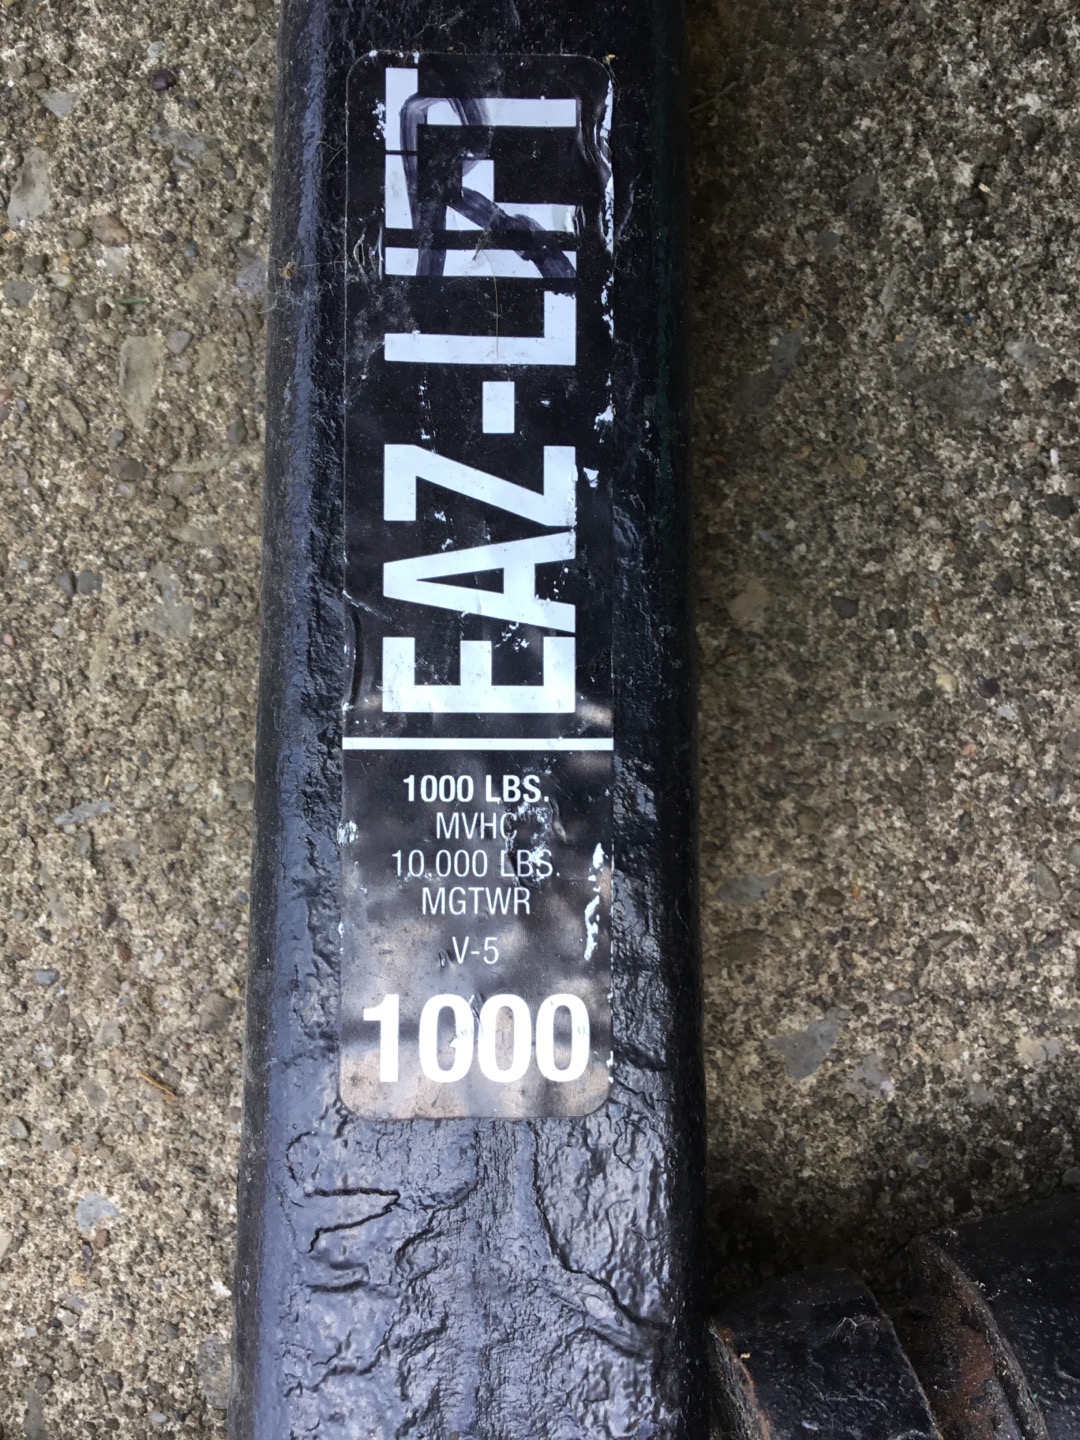 EAZ-LIFT
1000 LBS.
MVHC
10,000 LBS.
MGTWR
V-5
1000